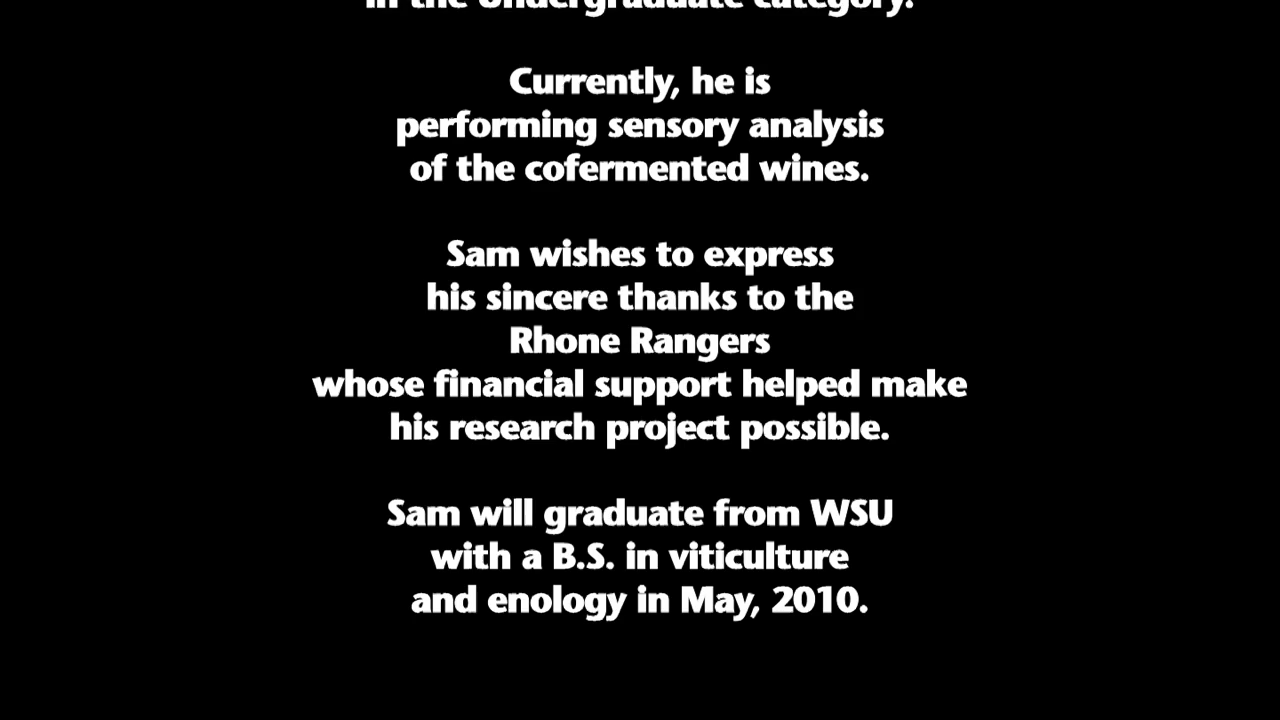 in the Undergraduate category.
Currently, he is
performing sensory analysis
of the cofermented wines.
Sam wishes to express
his sincere thanks to the
Rhone Rangers
whose financial support helped make
his research project possible.
Sam will graduate from WSU
with a B.S. in viticulture
and enology in May, 2010.